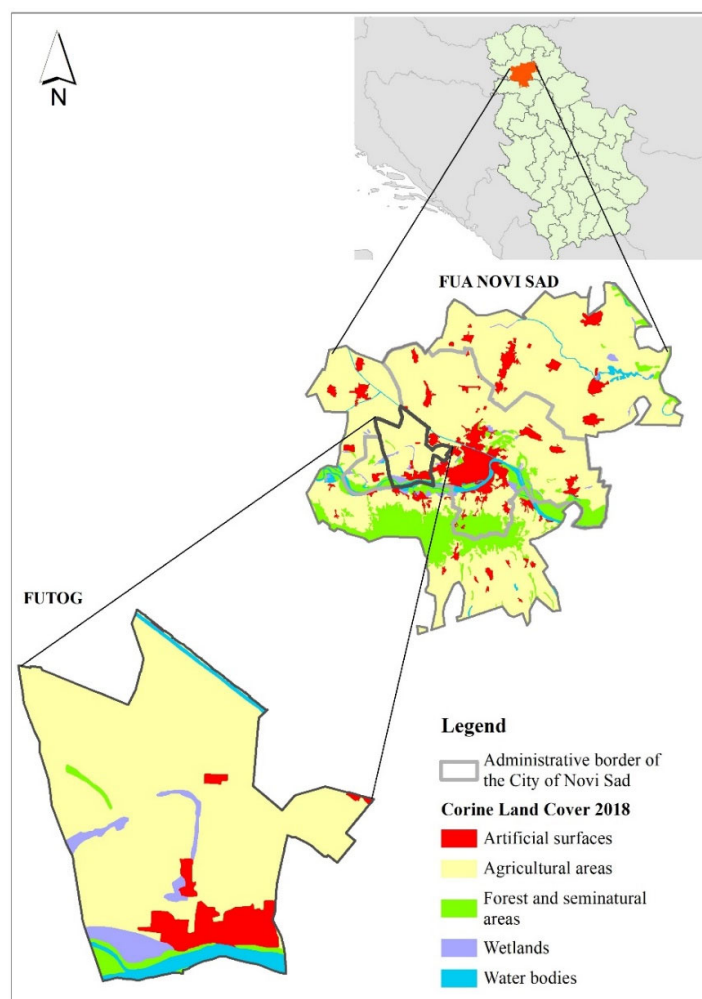 N
FUA NOVI SAD
FUTOG
Legend
Administrative border of
the City of Novi Sad
Corine Land Cover 2018
Artificial surfaces
Agricultural areas
Forest and seminatural
areas
Wetlands
Water bodies